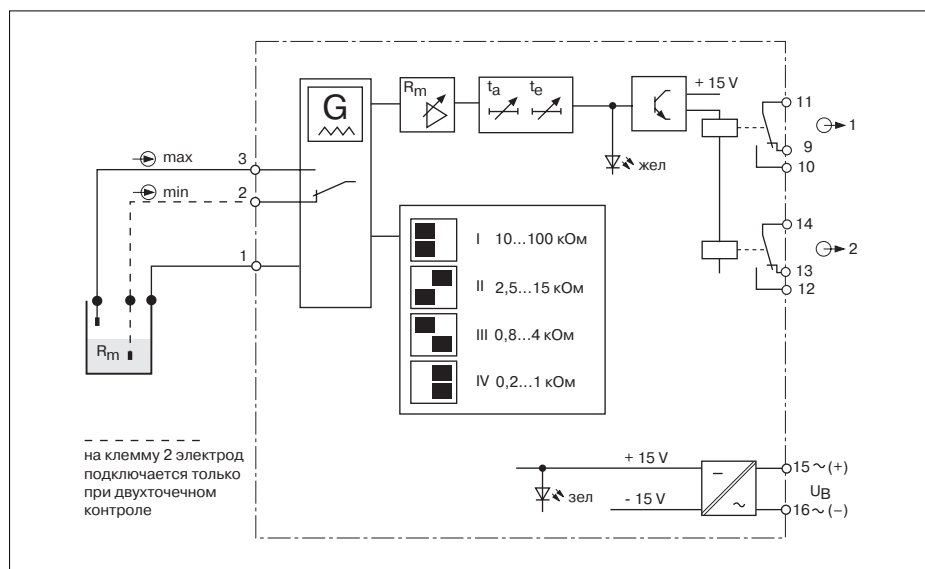 G
Rm
ta te
+ 15 V
11
1
9
10
жел
max 3
min 2
1
Rm
I 10...100 кОм
II 2,5...15 кОм
III 0,8...4 кОм
IV 0,2...1 кОм
14
2
13
12
на клемму 2 электрод
подключается только
при двухточечном
контроле
+ 15 V
зел
- 15 V
– 
~
15 ~ (+)
UB
16 ~ (–)